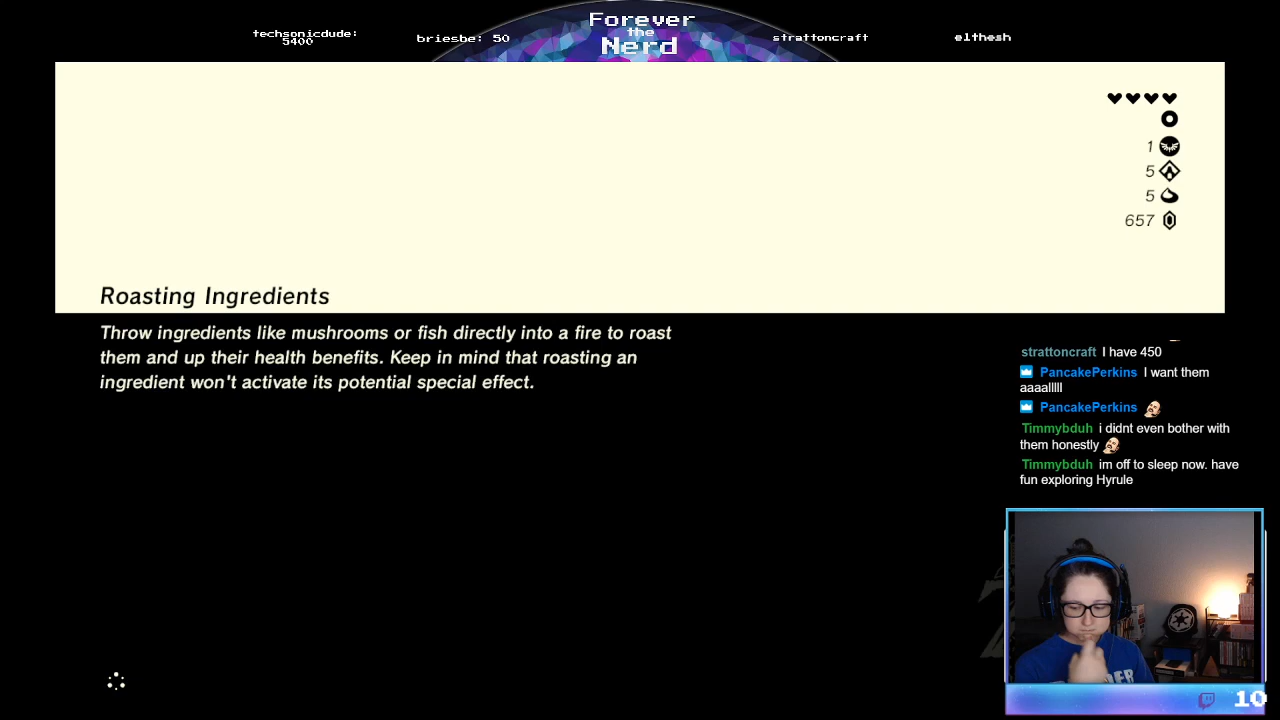 Forever
the
Nerd
techsonicdude:
5400
briesbe: 50
strattoncraft
elthesh
1
5
5
657
Roasting Ingredients
Throw ingredients like mushrooms or fish directly into a fire to roast
them and up their health benefits. Keep in mind that roasting an
ingredient won't activate its potential special effect.
strattoncraft I have 450
PancakePerkins I want them
aaaalllll
PancakePerkins
Timmybduh i didnt even bother with
them honestly
Timmybduh im off to sleep now. have
fun exploring Hyrule
10